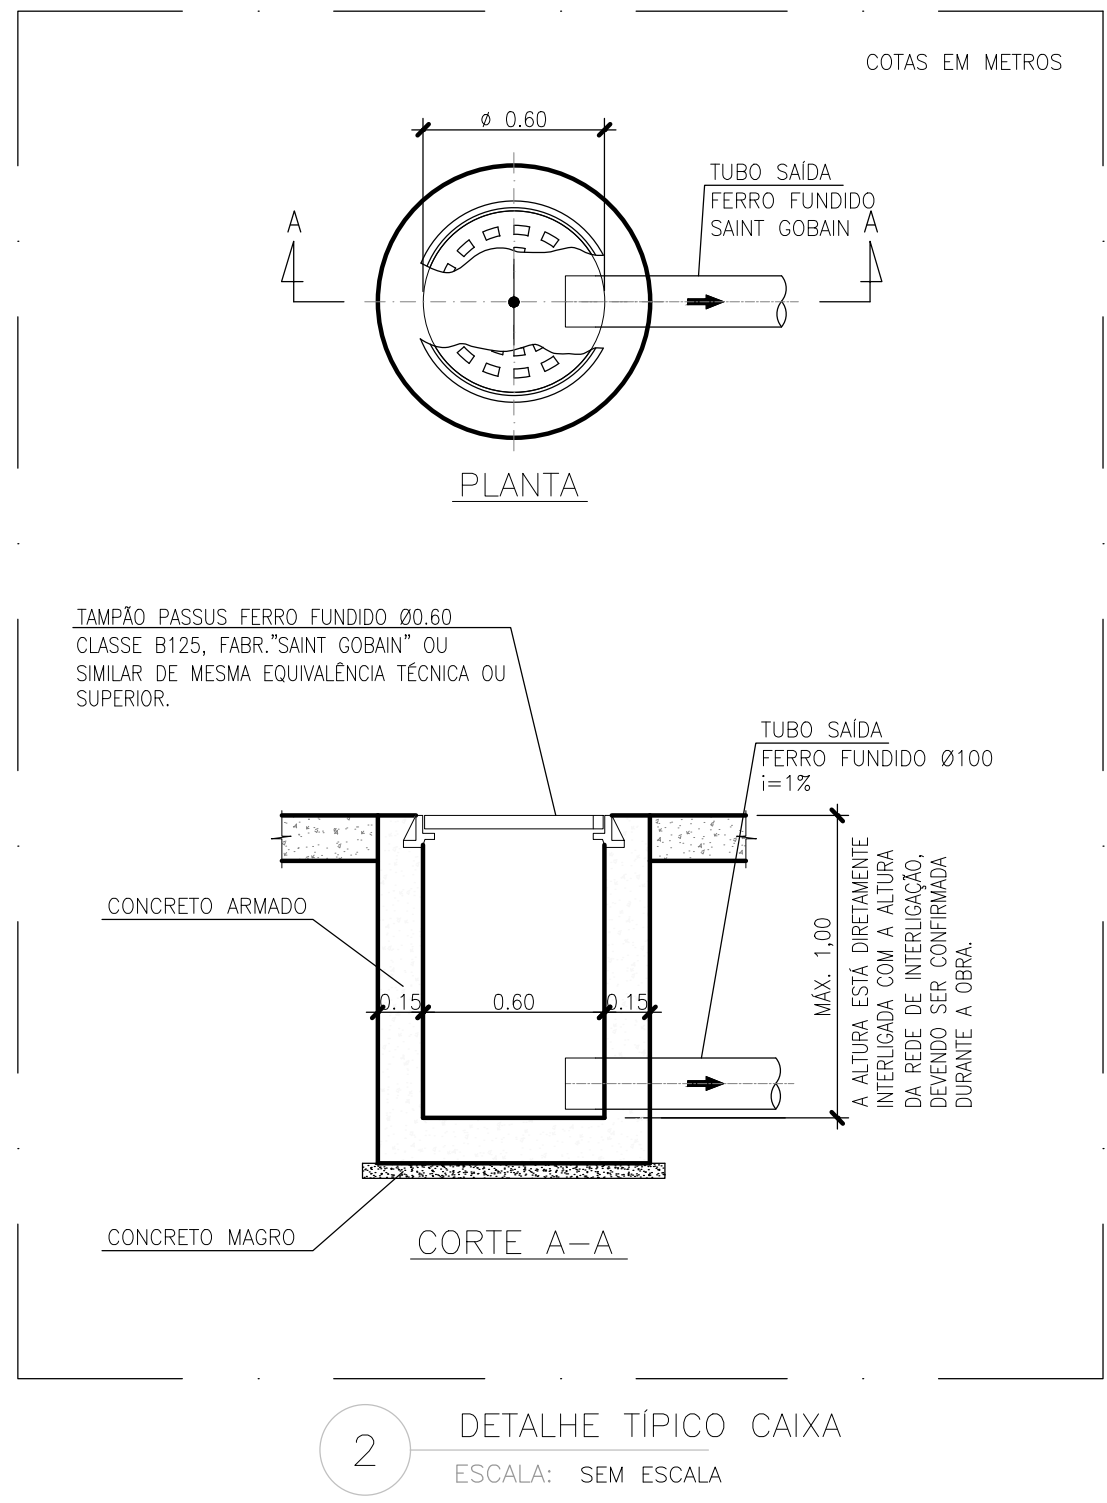 COTAS EM METROS
ø 0.60
TUBO SAÍDA
FERRO FUNDIDO
SAINT GOBAIN
A
A
PLANTA
TAMPÃO PASSUS FERRO FUNDIDO Ø0.60
CLASSE B125, FABR.”SAINT GOBAIN” OU
SIMILAR DE MESMA EQUIVALÊNCIA TÉCNICA OU
SUPERIOR.
TUBO SAÍDA
FERRO FUNDIDO Ø100
i=1%
CONCRETO ARMADO
0.15
0.60
0.15
MÁX. 1,00
A ALTURA ESTÁ DIRETAMENTE
INTERLIGADA COM A ALTURA
DA REDE DE INTERLIGAÇÃO,
DEVENDO SER CONFIRMADA
DURANTE A OBRA.
CONCRETO MAGRO
CORTE A-A
2
DETALHE TÍPICO CAIXA
ESCALA: SEM ESCALA